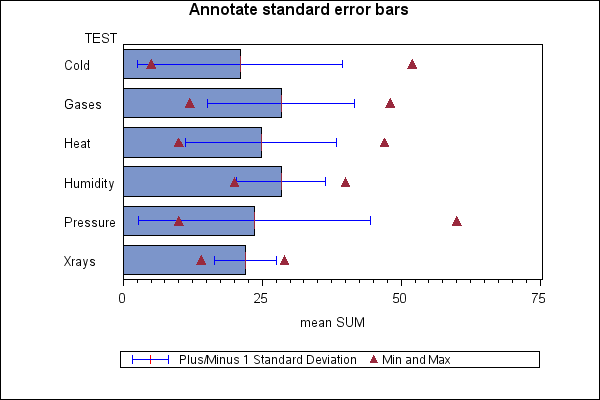 Annotate standard error bars
TEST
Cold
Gases
Heat
Humidity
Pressure
Xrays
0 25 50 75
mean SUM
Plus/Minus 1 Standard Deviation Min and Max